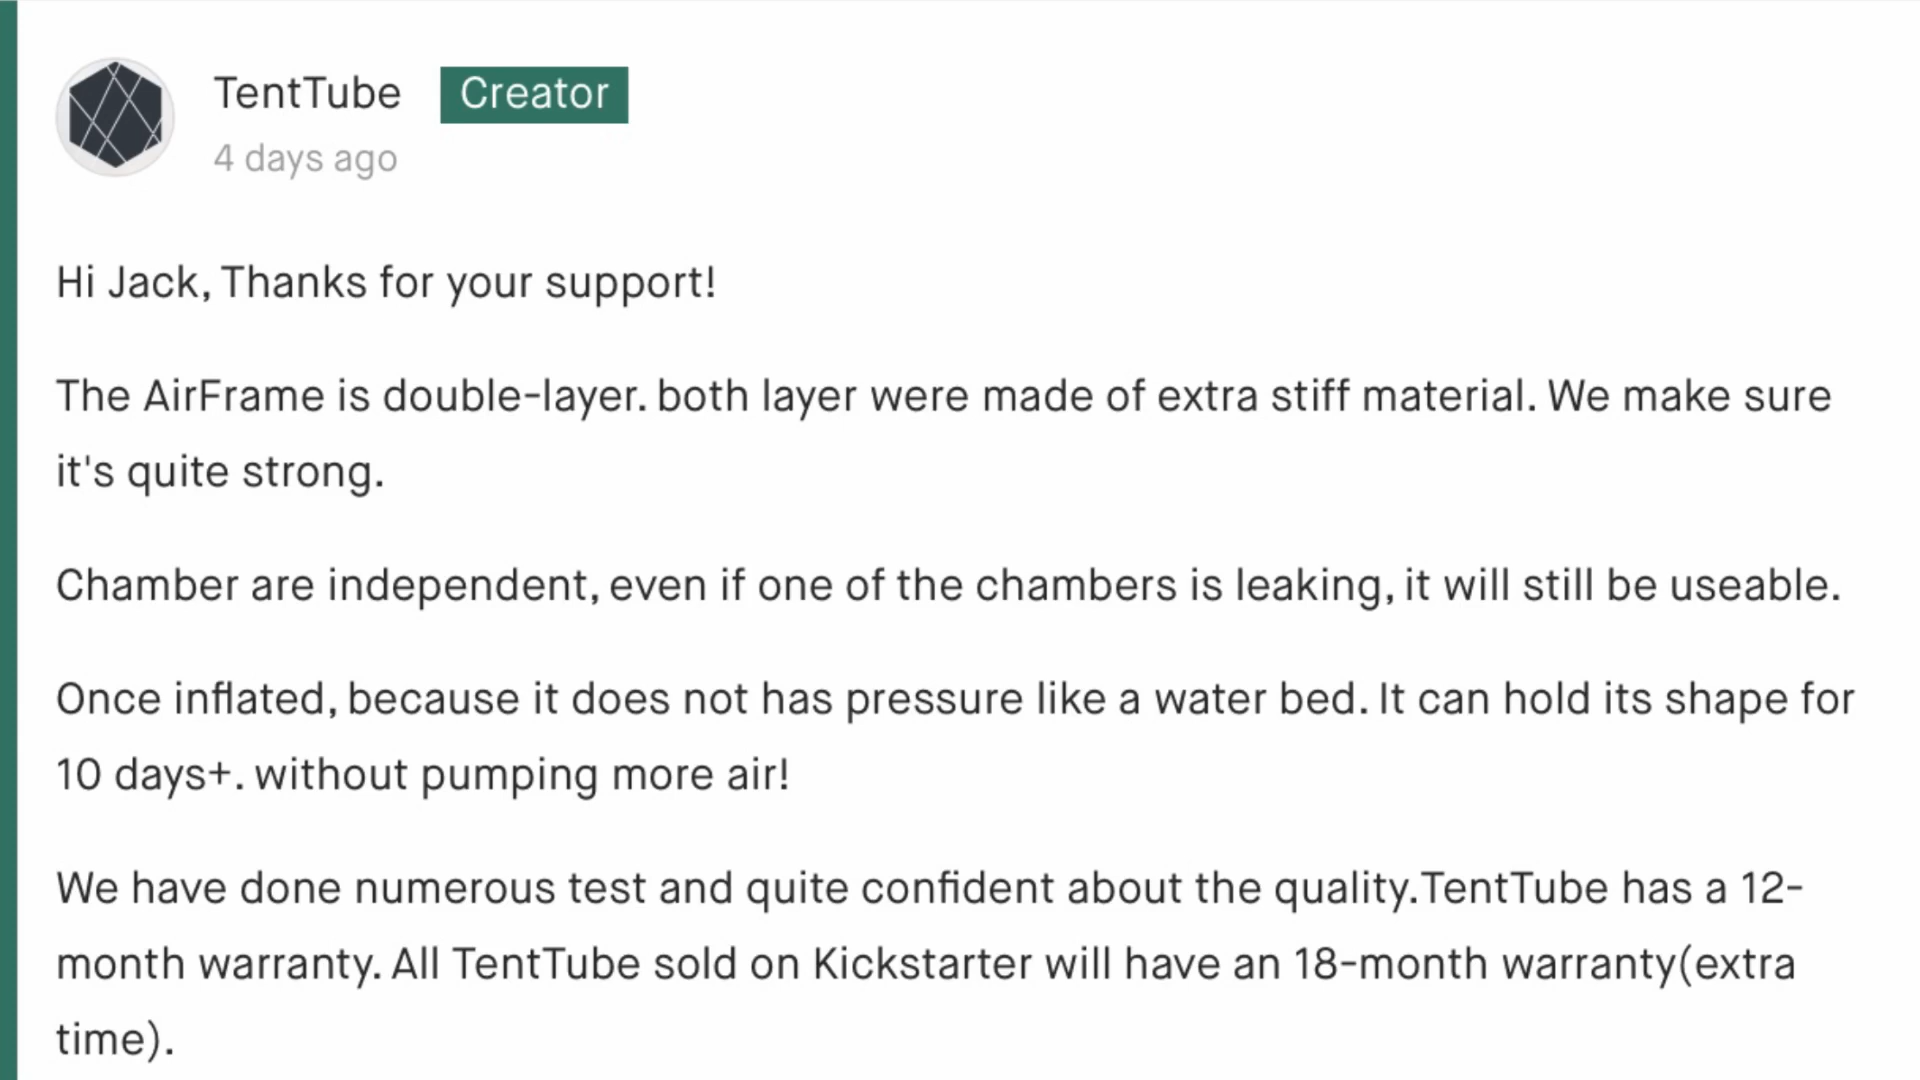 TentTube Creator
4 days ago
Hi Jack, Thanks for your support!
The AirFrame is double-layer. both layer were made of extra stiff material. We make sure
it's quite strong.
Chamber are independent, even if one of the chambers is leaking, it will still be useable.
Once inflated, because it does not has pressure like a water bed. It can hold its shape for
10 days+. without pumping more air!
We have done numerous test and quite confident about the quality.TentTube has a 12-
month warranty. All TentTube sold on Kickstarter will have an 18-month warranty(extra
time).